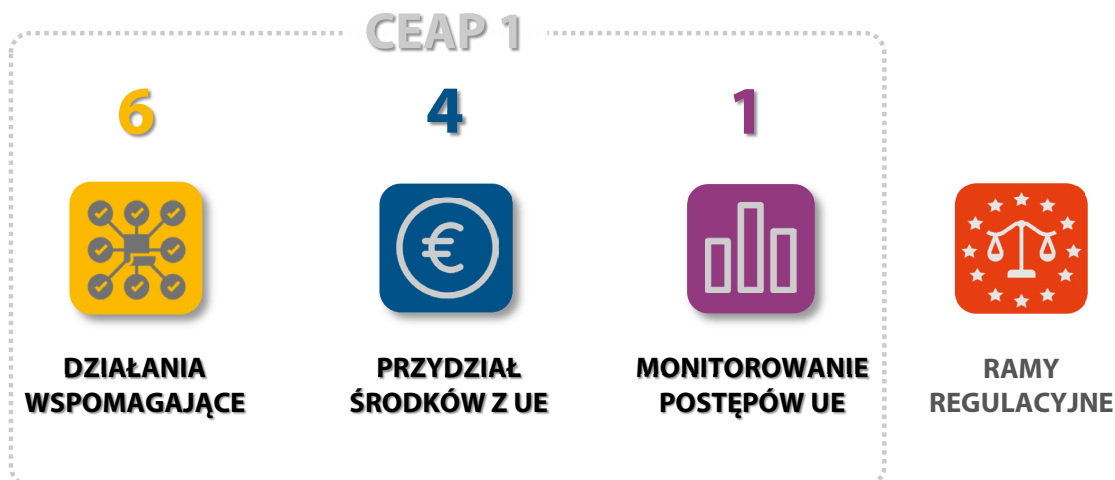 CEAP 1
6
4
1
€
DZIAŁANIA
WSPOMAGAJĄCE
PRZYDZIAŁ
ŚRODKÓW Z UE
MONITOROWANIE
POSTĘPÓW UE
RAMY
REGULACYJNE